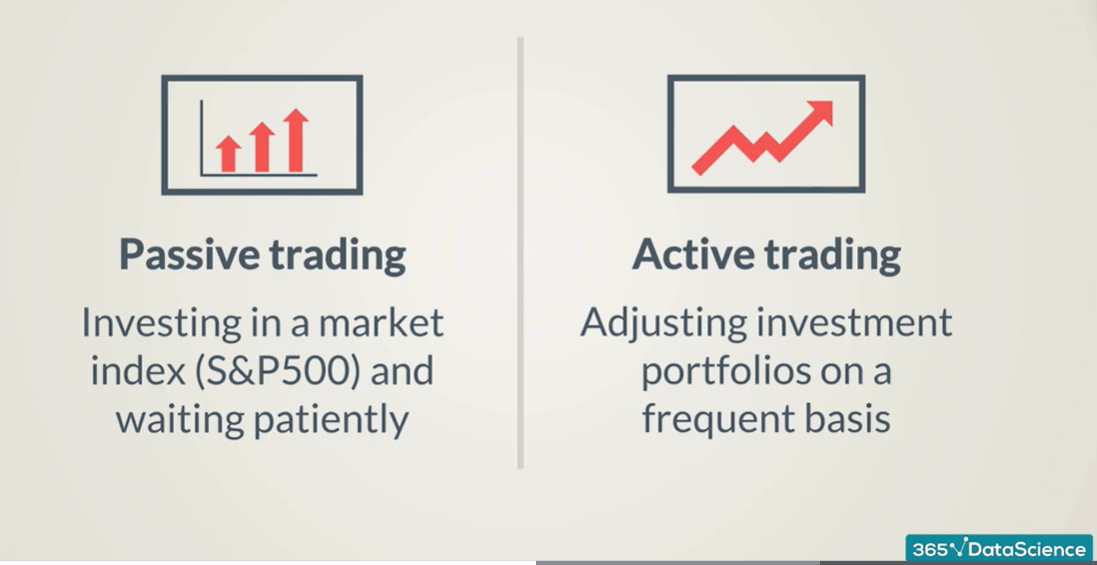 Passive trading
Investing in a market
index (S&P500) and
waiting patiently
Active trading
Adjusting investment
portfolios on a
frequent basis
365 DataScience